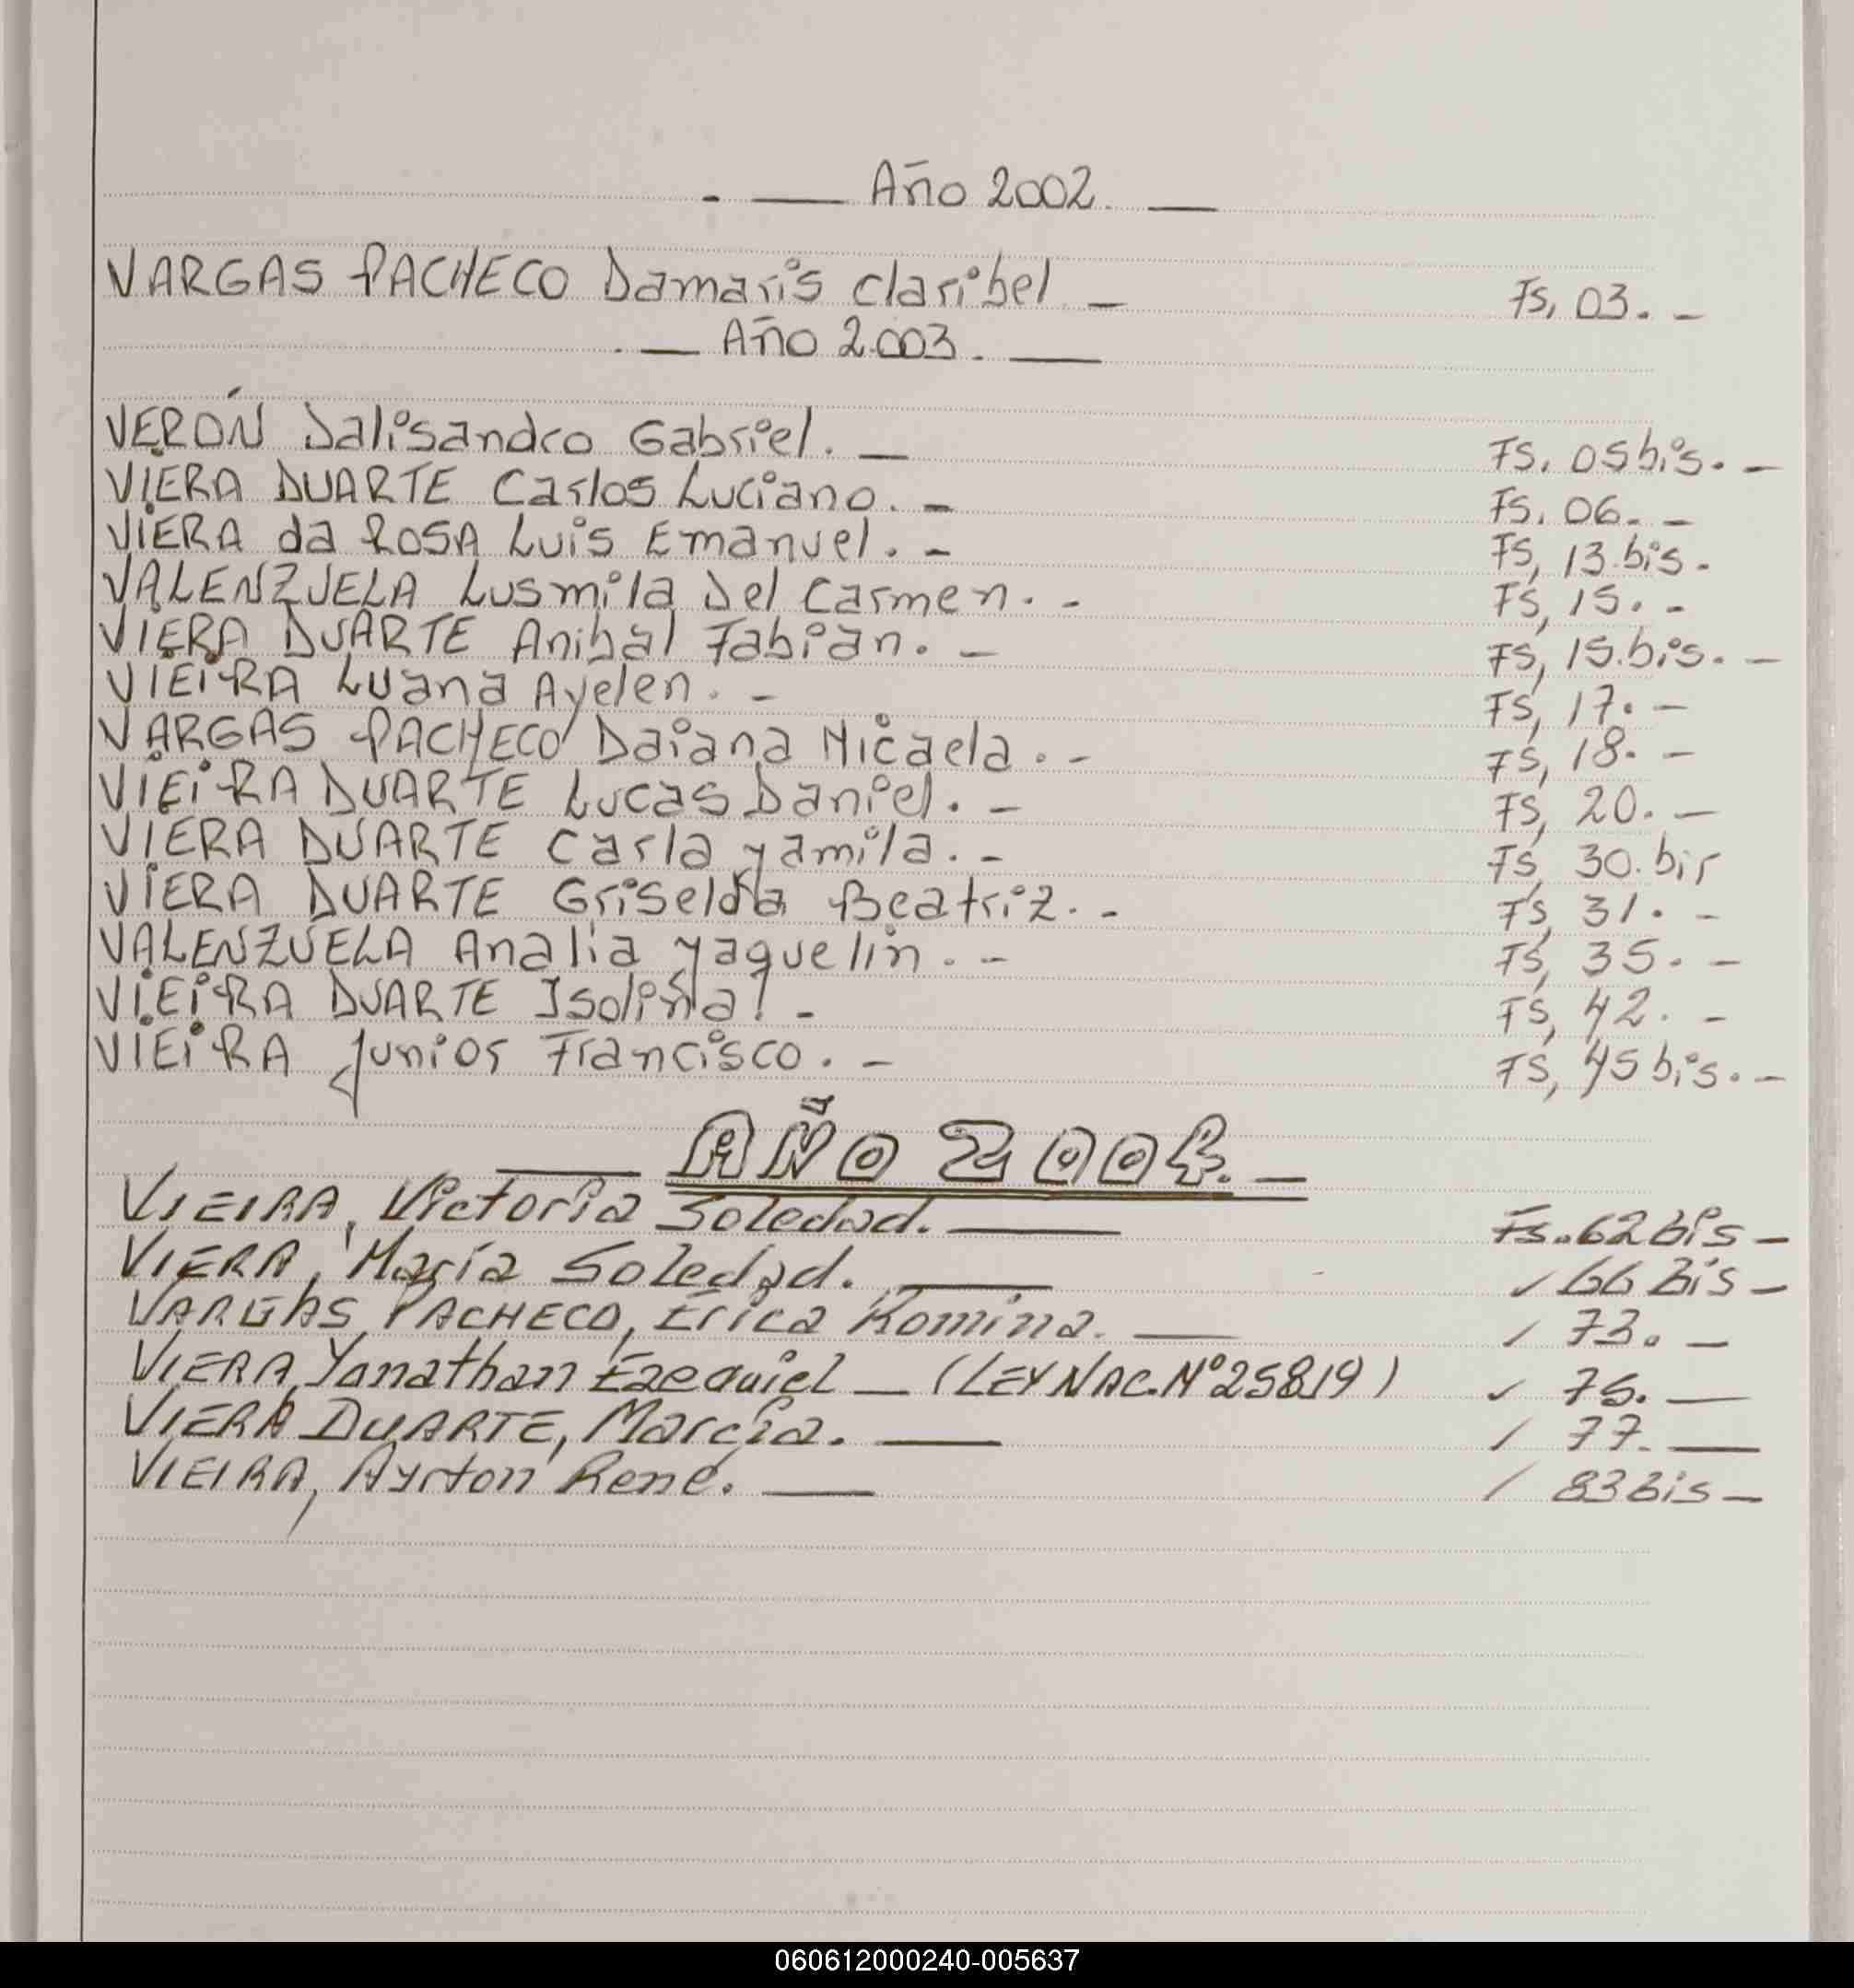 . — Año 2002. —
VARGAS PACHECO Damaris Claribel — Fs, 03. –
. — Año 2.003. —
VERÓN Dalisandro Gabriel. — Fs. 05 bis. –
VIERA DUARTE Carlos Luciano. – Fs. 06. –
VIERA da ROSA Luis Emanuel. – Fs, 13 bis.
VALENZUELA Lusmila Del Carmen. – Fs, 15. –
VIERA DUARTE Anibal Fabian. – Fs, 15.bis. –
VIEIRA Luana Ayelen. – Fs, 17. –
VARGAS PACHECO Daiana Micaela. – Fs, 18. –
VIEIRA DUARTE Lucas Daniel. – Fs, 20. –
VIERA DUARTE Carla yamila. – Fs, 30. bis
VIERA DUARTE Griselda Beatriz. – Fs, 31. –
VALENZUELA Analia yaquelin. – Fs, 35. –
VIEIRA DUARTE Isolina. – Fs, 42. –
VIEIRA Junior Francisco. – Fs, 45 bis. –
— AÑO 2004. —
VIEIRA, Victoria Soledad. — Fs. 62 bis –
VIERA, María Soledad. — / 66 Bis –
VARGAS PACHECO, Erica Romina. — / 73. –
VIERA, Yonathan Ezequiel — (LEY NAC. Nº 25819) / 75. —
VIERA DUARTE, Marcia. — / 77. —
VIEIRA, Ayrton René. — / 83 Bis –
060612000240-005637